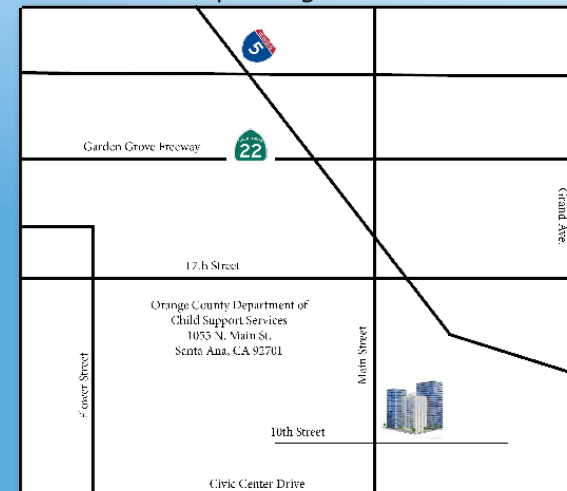 5
Garden Grove Freeway
22
Grand Ave.
17th Street
Orange County Department of
Child Support Services
1055 N. Main St.
Santa Ana, CA 92701
Flower Street
Main Street
10th Street
Civic Center Drive